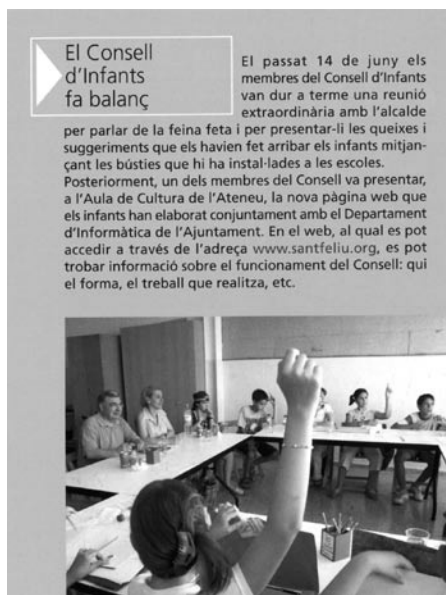 El Consell
d'Infants
fa balanç
El passat 14 de juny els
membres del Consell d'Infants
van dur a terme una reunió
extraordinària amb l'alcalde
per parlar de la feina feta i per presentar-li les queixes i
suggeriments que els havien fet arribar els infants mitjan-
çant les bústies que hi ha instal·lades a les escoles.
Posteriorment, un dels membres del Consell va presentar,
a l'Aula de Cultura de l'Ateneu, la nova pàgina web que
els infants han elaborat conjuntament amb el Departament
d'Informàtica de l'Ajuntament. En el web, al qual es pot
accedir a través de l'adreça www.santfeliu.org, es pot
trobar informació sobre el funcionament del Consell: qui
el forma, el treball que realitza, etc.